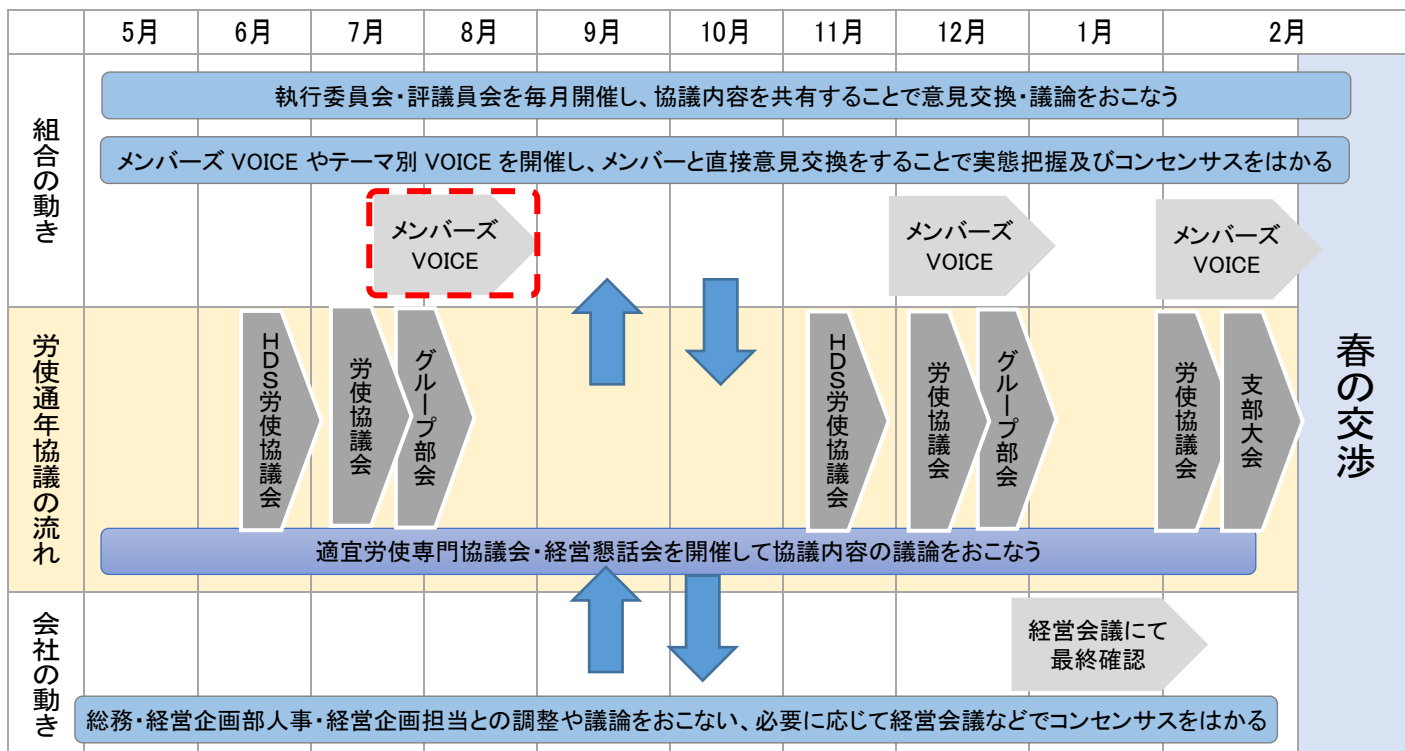 5月
6月
7月
8月
9月
10月
11月
12月
1月
2月
組合の動き
執行委員会・評議員会を毎月開催し、協議内容を共有することで意見交換・議論をおこなう
メンバーズ VOICE やテーマ別 VOICE を開催し、メンバーと直接意見交換をすることで実態把握及びコンセンサスをはかる
メンバーズ
VOICE
メンバーズ
VOICE
メンバーズ
VOICE
労使通年協議の流れ
HDS労使協議会
労使協議会
グループ部会
HDS労使協議会
労使協議会
グループ部会
労使協議会
支部大会
春の交渉
適宜労使専門協議会・経営懇話会を開催して協議内容の議論をおこなう
会社の動き
経営会議にて
最終確認
総務・経営企画部人事・経営企画担当との調整や議論をおこない、必要に応じて経営会議などでコンセンサスをはかる